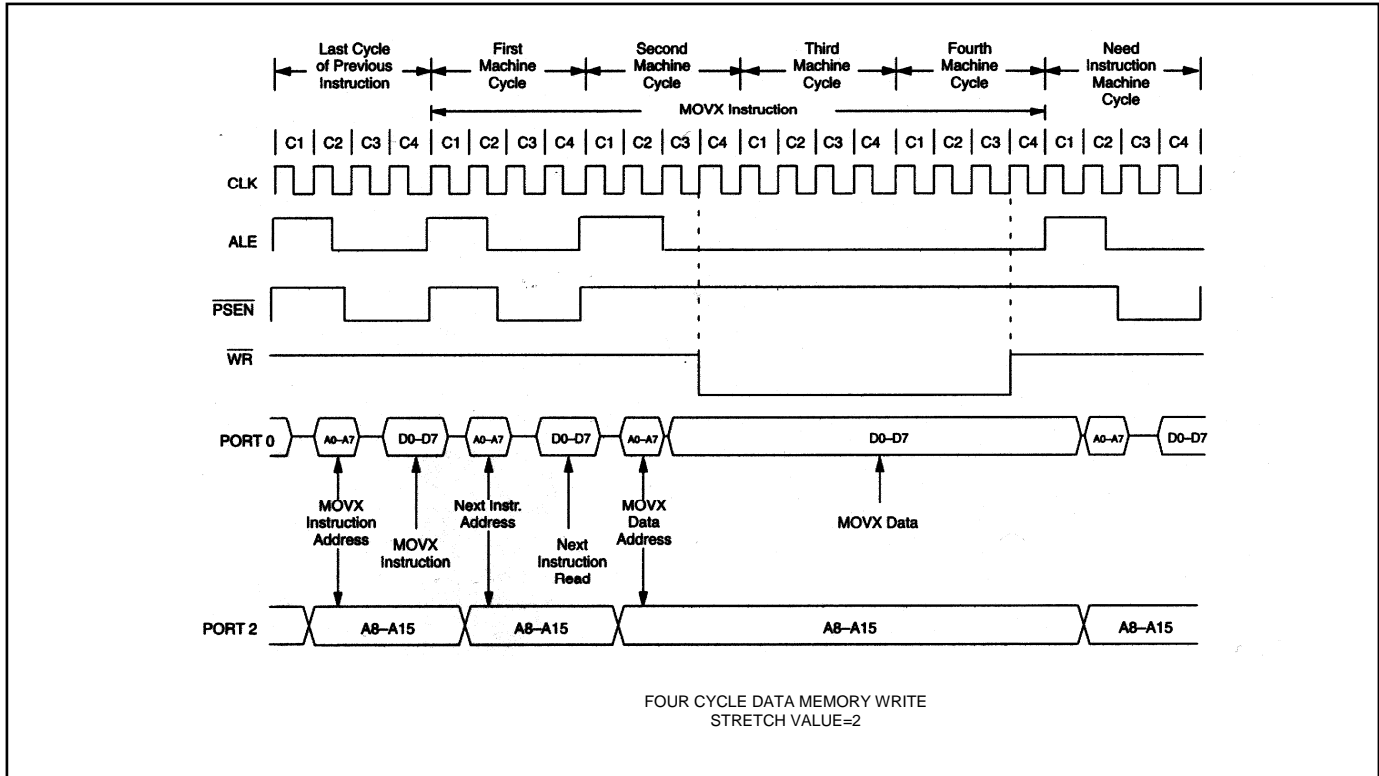 Last Cycle of Previous Instruction
First Machine Cycle
Second Machine Cycle
Third Machine Cycle
Fourth Machine Cycle
Need Instruction Machine Cycle
MOVX Instruction
C1 C2 C3 C4 C1 C2 C3 C4 C1 C2 C3 C4 C1 C2 C3 C4 C1 C2 C3 C4 C1 C2 C3 C4
CLK
ALE
PSEN
WR
PORT 0 A0–A7 D0–D7 A0–A7 D0–D7 A0–A7 D0–D7 A0–A7 D0–D7
MOVX Instruction Address
MOVX Instruction
Next Instr. Address
Next Instruction Read
MOVX Data Address
MOVX Data
PORT 2 A8–A15 A8–A15 A8–A15 A8–A15
FOUR CYCLE DATA MEMORY WRITE
STRETCH VALUE=2